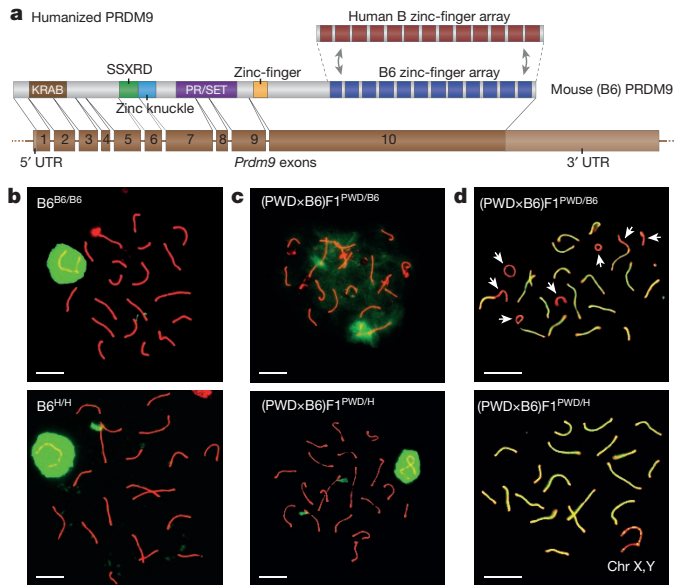 a Humanized PRDM9
Human B zinc-finger array
SSXRD
Zinc-finger
B6 zinc-finger array
Mouse (B6) PRDM9
KRAB
PR/SET
Zinc knuckle
1 2 3 4 5 6 7 8 9 10
5′ UTR
Prdm9 exons
3′ UTR
b
B6B6/B6
c
(PWD×B6)F1PWD/B6
d
(PWD×B6)F1PWD/B6
B6H/H
(PWD×B6)F1PWD/H
(PWD×B6)F1PWD/H
Chr X,Y